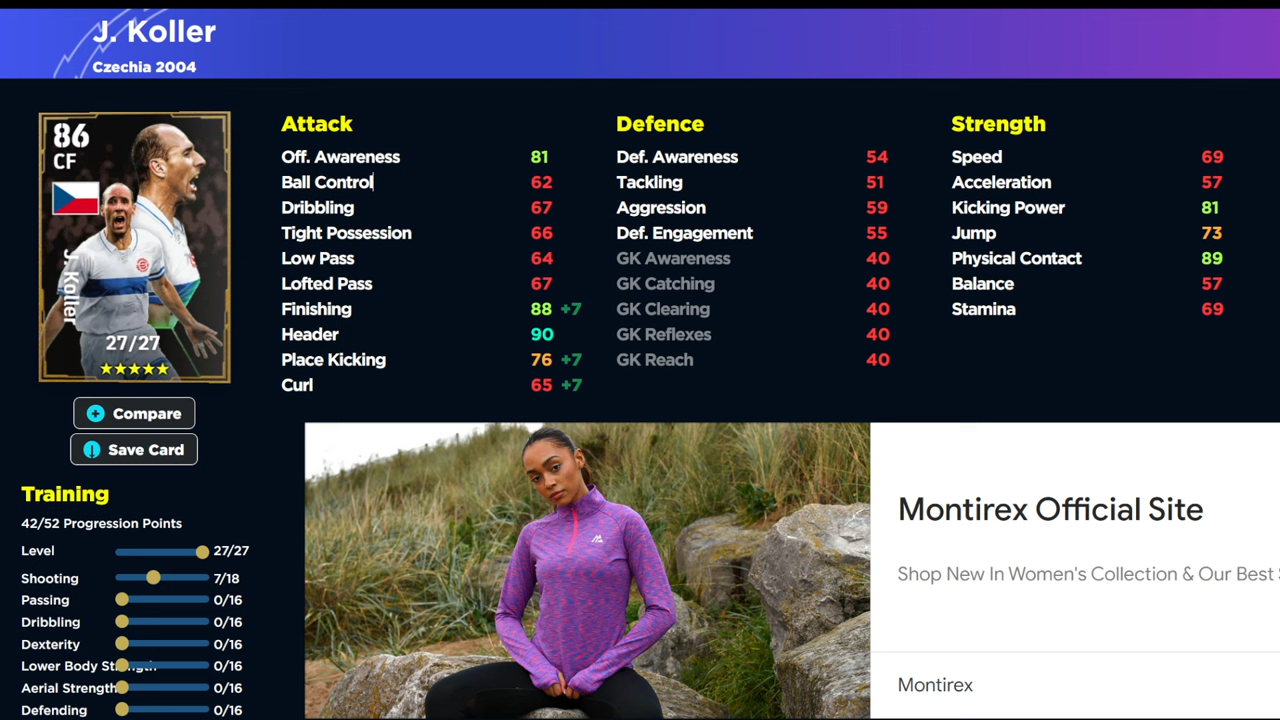 J. Koller
Czechia 2004
86
CF
J. Koller
27/27
★★★★★
Compare
Save Card
Training
42/52 Progression Points
Level 27/27
Shooting 7/18
Passing 0/16
Dribbling 0/16
Dexterity 0/16
Lower Body Strength 0/16
Aerial Strength 0/16
Defending 0/16
Attack
Off. Awareness 81
Ball Control 62
Dribbling 67
Tight Possession 66
Low Pass 64
Lofted Pass 67
Finishing 88 +7
Header 90
Place Kicking 76 +7
Curl 65 +7
Defence
Def. Awareness 54
Tackling 51
Aggression 59
Def. Engagement 55
GK Awareness 40
GK Catching 40
GK Clearing 40
GK Reflexes 40
GK Reach 40
Strength
Speed 69
Acceleration 57
Kicking Power 81
Jump 73
Physical Contact 89
Balance 57
Stamina 69
Montirex Official Site
Shop New In Women's Collection & Our Best
Montirex